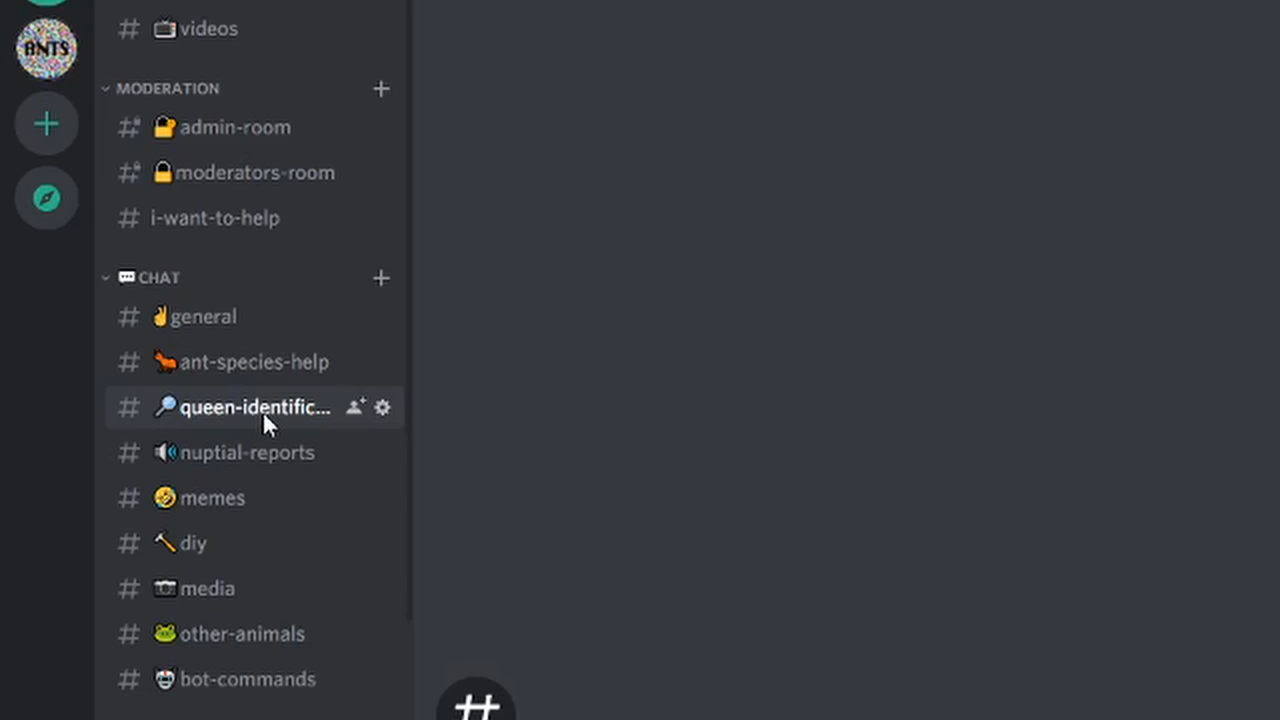 videos
ANTS
MODERATION
admin-room
moderators-room
i-want-to-help
CHAT
general
ant-species-help
queen-identific...
nuptial-reports
memes
diy
media
other-animals
bot-commands